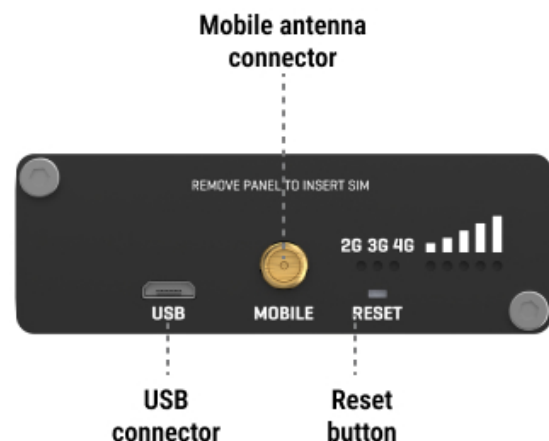 Mobile antenna
connector
REMOVE PANEL TO INSERT SIM
2G 3G 4G
USB
MOBILE
RESET
USB
connector
Reset
button